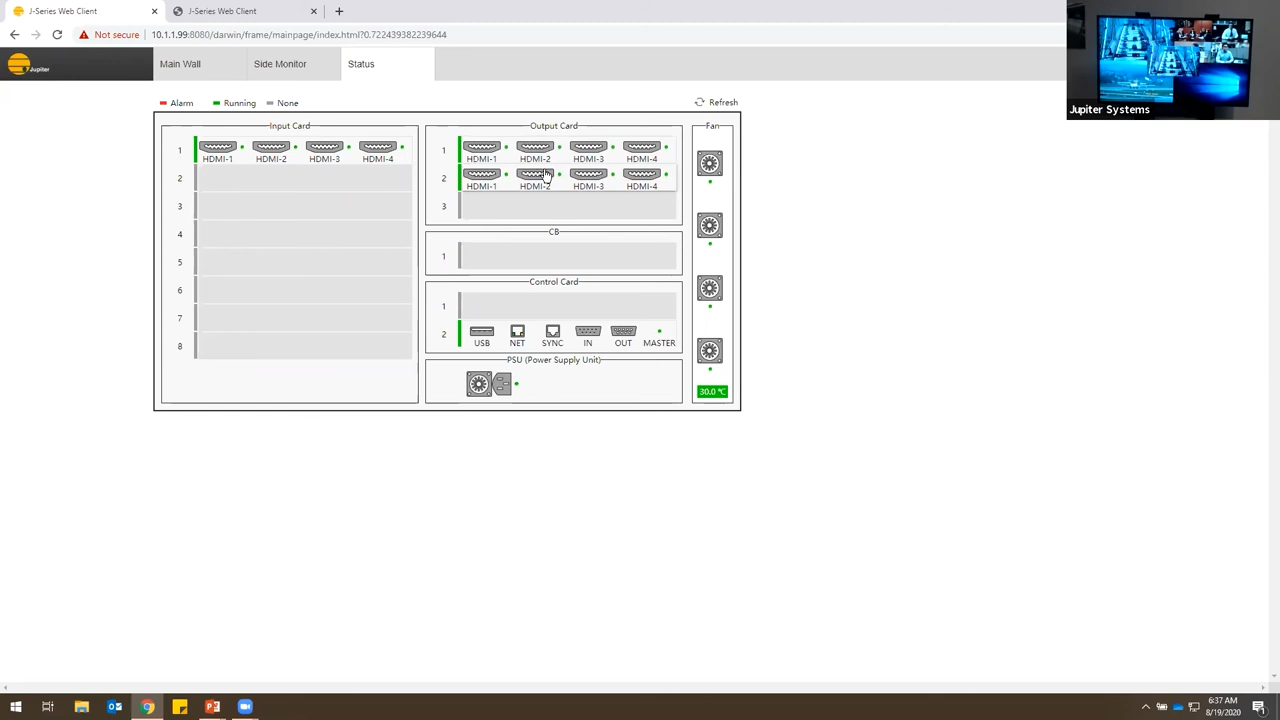 J-Series Web Client
J-Series Web Client
Not secure
10.1.1.99:8080/darwin/frame/mainpage/index.html?0.722439382239644
Jupiter
Main Wall
Side Monitor
Status
Jupiter Systems
Alarm
Running
None
Refresh
Input Card
1
HDMI-1
HDMI-2
HDMI-3
HDMI-4
2
3
4
5
6
7
8
Output Card
1
HDMI-1
HDMI-2
HDMI-3
HDMI-4
2
HDMI-1
HDMI-2
HDMI-3
HDMI-4
3
CB
1
Control Card
1
2
USB
NET
SYNC
IN
OUT
MASTER
PSU (Power Supply Unit)
Fan
30.0 ℃
6:37 AM
8/19/2020
1